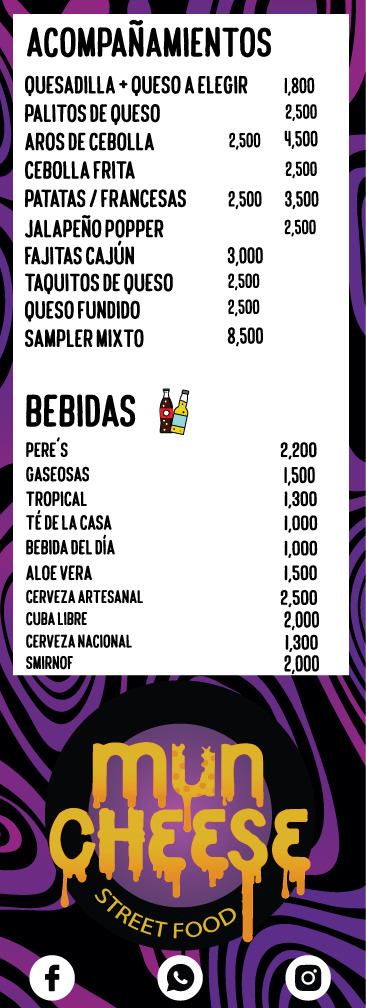 ACOMPAÑAMIENTOS
QUESADILLA + QUESO A ELEGIR 1,800
PALITOS DE QUESO 2,500
AROS DE CEBOLLA 2,500 4,500
CEBOLLA FRITA 2,500
PATATAS / FRANCESAS 2,500 3,500
JALAPEÑO POPPER 2,500
FAJITAS CAJÚN 3,000
TAQUITOS DE QUESO 2,500
QUESO FUNDIDO 2,500
SAMPLER MIXTO 8,500
BEBIDAS
PERE´S 2,200
GASEOSAS 1,500
TROPICAL 1,300
TÉ DE LA CASA 1,000
BEBIDA DEL DÍA 1,000
ALOE VERA 1,500
CERVEZA ARTESANAL 2,500
CUBA LIBRE 2,000
CERVEZA NACIONAL 1,300
SMIRNOF 2,000
mun
CHEESE
STREET FOOD